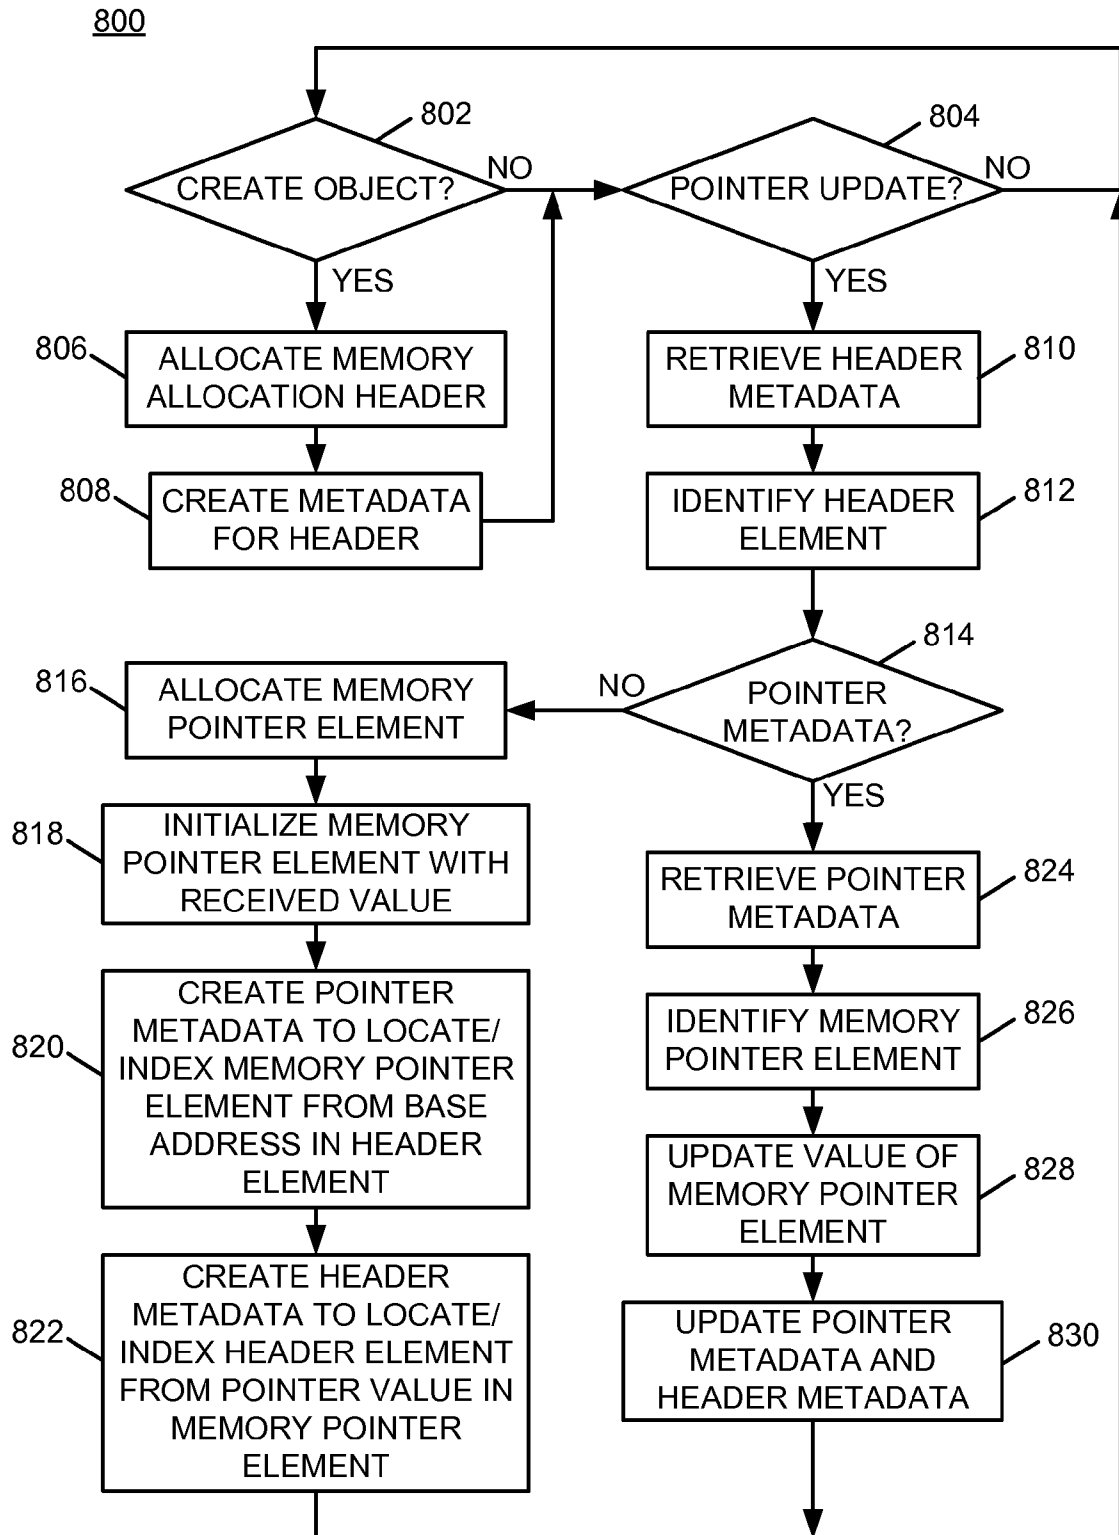 800
802
CREATE OBJECT?
NO
YES
804
POINTER UPDATE?
NO
YES
806
ALLOCATE MEMORY
ALLOCATION HEADER
808
CREATE METADATA
FOR HEADER
810
RETRIEVE HEADER
METADATA
812
IDENTIFY HEADER
ELEMENT
814
POINTER
METADATA?
NO
YES
816
ALLOCATE MEMORY
POINTER ELEMENT
818
INITIALIZE MEMORY
POINTER ELEMENT WITH
RECEIVED VALUE
820
CREATE POINTER
METADATA TO LOCATE/
INDEX MEMORY POINTER
ELEMENT FROM BASE
ADDRESS IN HEADER
ELEMENT
822
CREATE HEADER
METADATA TO LOCATE/
INDEX HEADER ELEMENT
FROM POINTER VALUE IN
MEMORY POINTER
ELEMENT
824
RETRIEVE POINTER
METADATA
826
IDENTIFY MEMORY
POINTER ELEMENT
828
UPDATE VALUE OF
MEMORY POINTER
ELEMENT
830
UPDATE POINTER
METADATA AND
HEADER METADATA